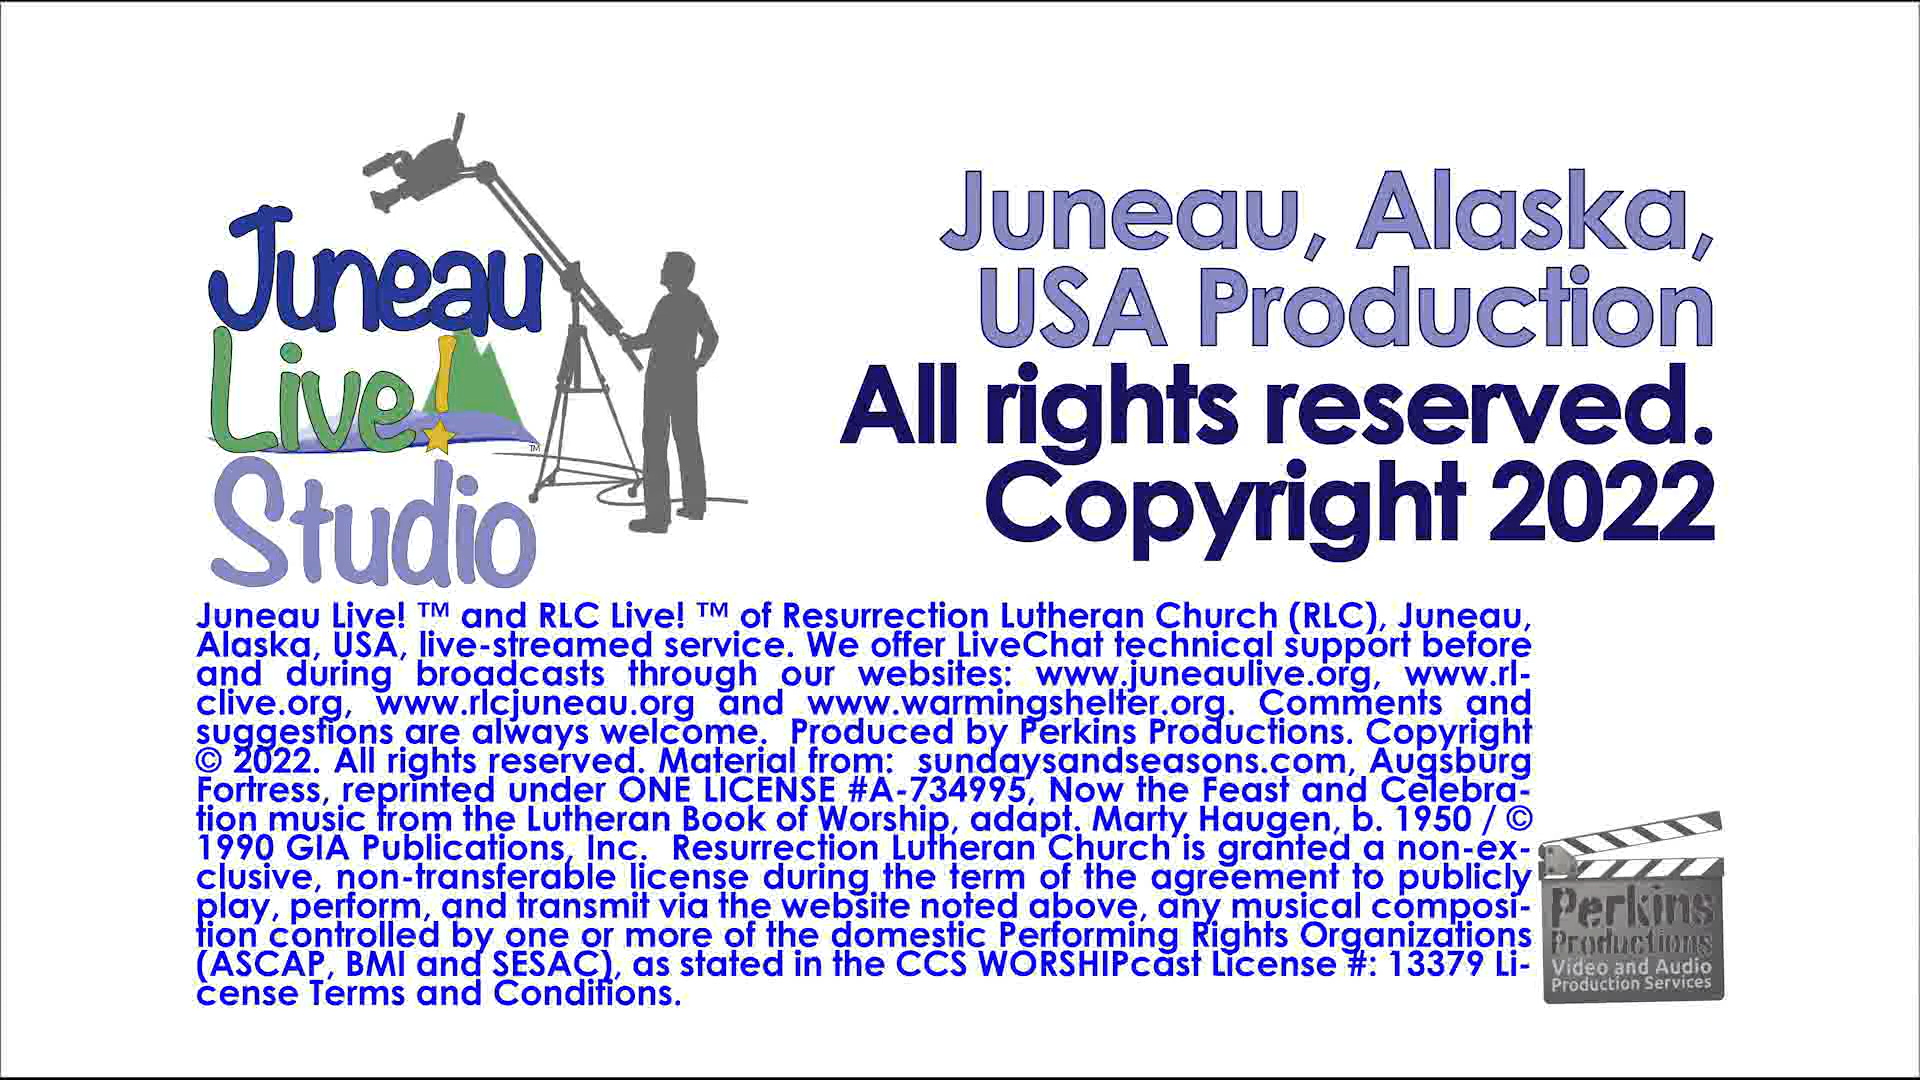 Juneau
Live!
TM
Studio
Juneau, Alaska,
USA Production
All rights reserved.
Copyright 2022
Juneau Live! ™ and RLC Live! ™ of Resurrection Lutheran Church (RLC), Juneau,
Alaska, USA, live-streamed service. We offer LiveChat technical support before
and during broadcasts through our websites: www.juneaulive.org, www.rl-
clive.org, www.rlcjuneau.org and www.warmingshelter.org. Comments and
suggestions are always welcome. Produced by Perkins Productions. Copyright
© 2022. All rights reserved. Material from: sundaysandseasons.com, Augsburg
Fortress, reprinted under ONE LICENSE #A-734995, Now the Feast and Celebra-
tion music from the Lutheran Book of Worship, adapt. Marty Haugen, b. 1950 / ©
1990 GIA Publications, Inc. Resurrection Lutheran Church is granted a non-ex-
clusive, non-transferable license during the term of the agreement to publicly
play, perform, and transmit via the website noted above, any musical composi-
tion controlled by one or more of the domestic Performing Rights Organizations
(ASCAP, BMI and SESAC), as stated in the CCS WORSHIPcast License #: 13379 Li-
cense Terms and Conditions.
Perkins
Productions
Video and Audio
Production Services